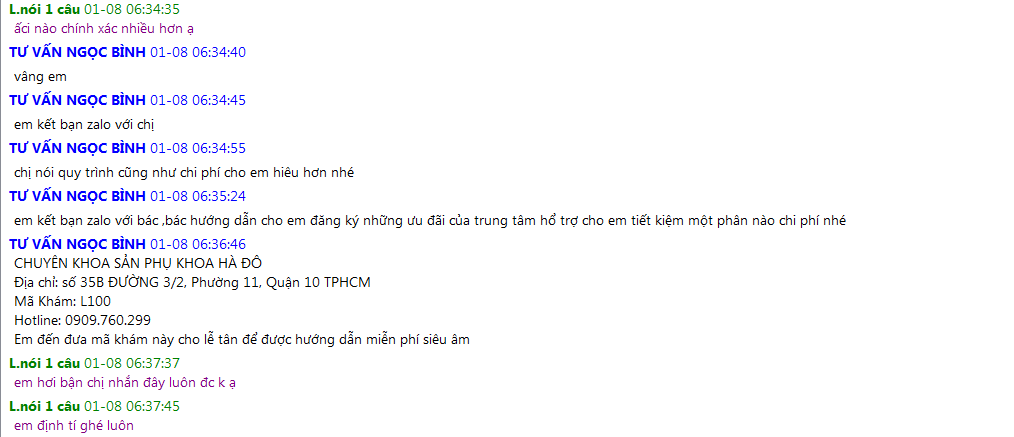 L.nói 1 câu 01-08 06:34:35
ấci nào chính xác nhiều hơn ạ
TƯ VẤN NGỌC BÌNH 01-08 06:34:40
vâng em
TƯ VẤN NGỌC BÌNH 01-08 06:34:45
em kết bạn zalo với chị
TƯ VẤN NGỌC BÌNH 01-08 06:34:55
chị nói quy trình cũng như chi phí cho em hiêu hơn nhé
TƯ VẤN NGỌC BÌNH 01-08 06:35:24
em kết bạn zalo với bác ,bác hướng dẫn cho em đăng ký những ưu đãi của trung tâm hổ trợ cho em tiết kiệm một phân nào chi phí nhé
TƯ VẤN NGỌC BÌNH 01-08 06:36:46
CHUYÊN KHOA SẢN PHỤ KHOA HÀ ĐÔ
Địa chỉ: số 35B ĐƯỜNG 3/2, Phường 11, Quận 10 TPHCM
Mã Khám: L100
Hotline: 0909.760.299
Em đến đưa mã khám này cho lễ tân để được hướng dẫn miễn phí siêu âm
L.nói 1 câu 01-08 06:37:37
em hơi bận chị nhắn đây luôn đc k ạ
L.nói 1 câu 01-08 06:37:45
em định tí ghé luôn